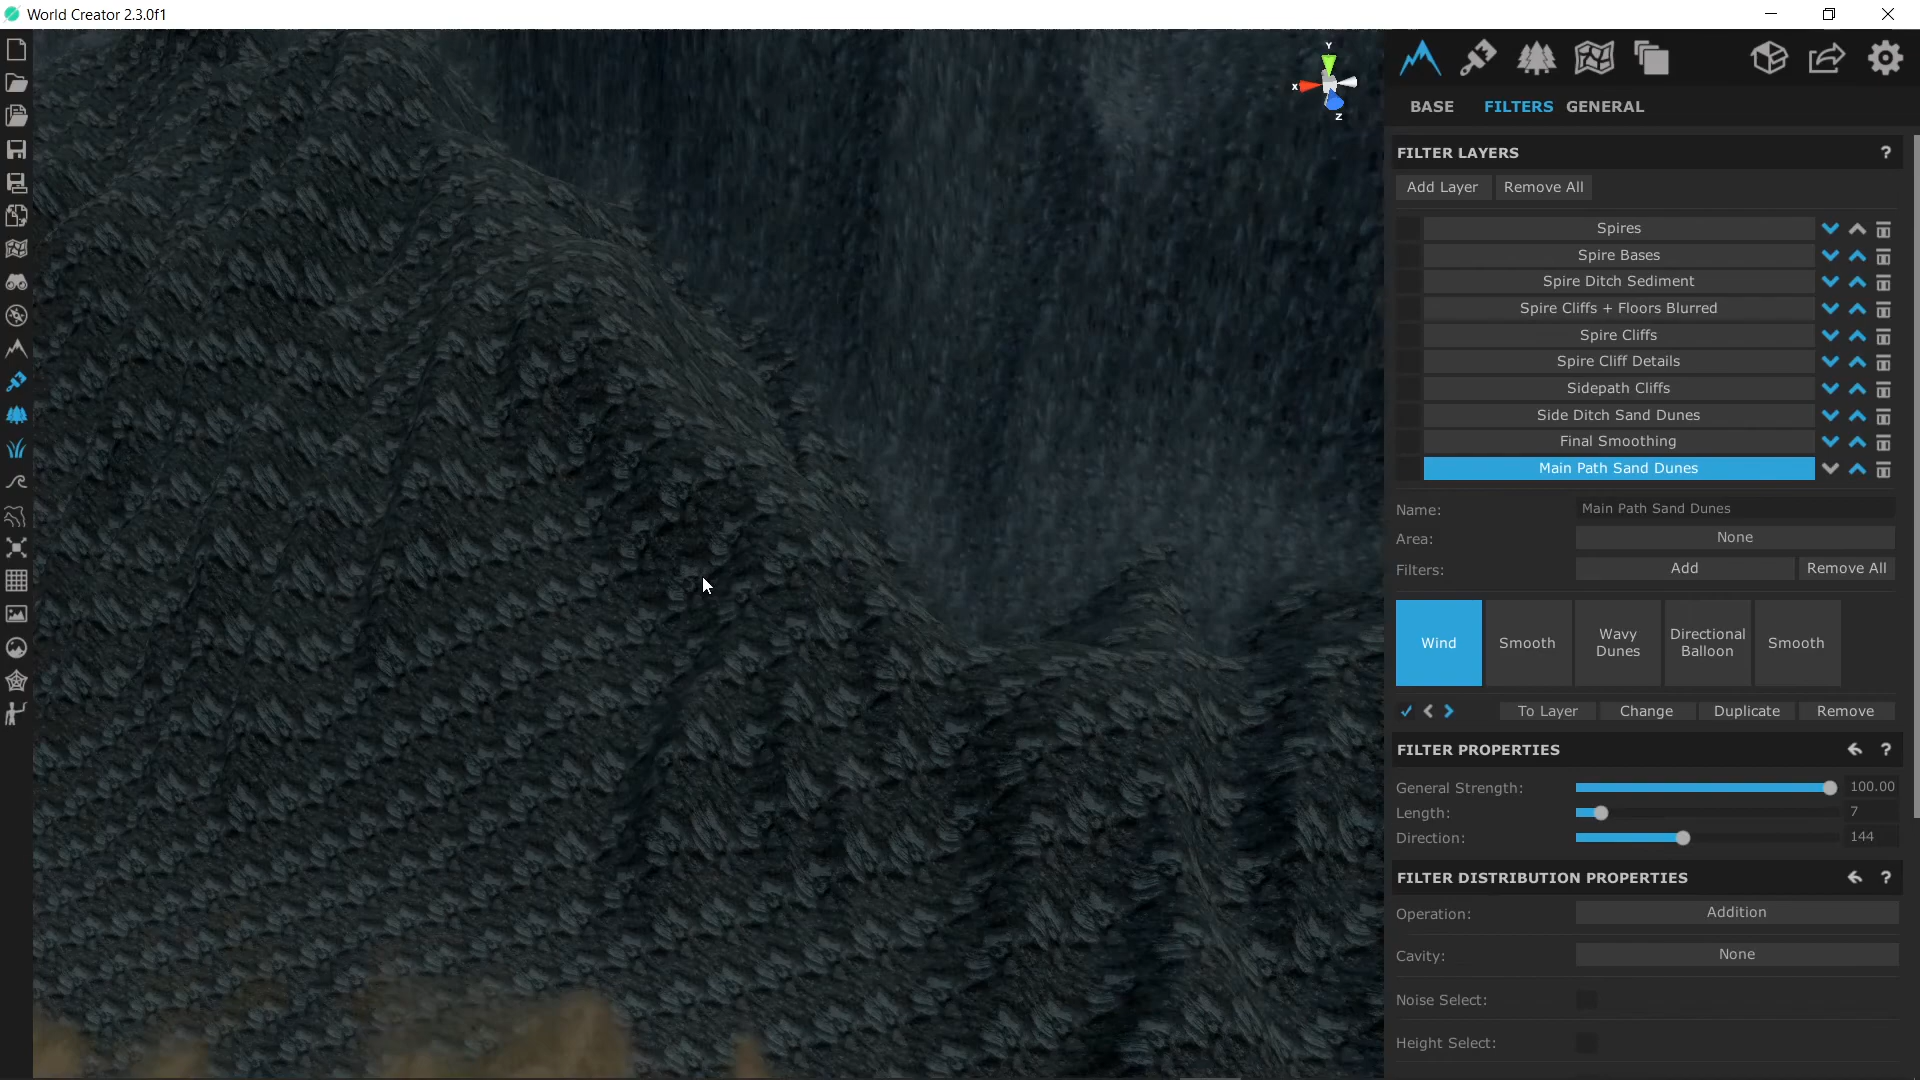 World Creator 2.3.0f1
Y
X
Z
BASE FILTERS GENERAL
FILTER LAYERS ?
Add Layer Remove All
Spires
Spire Bases
Spire Ditch Sediment
Spire Cliffs + Floors Blurred
Spire Cliffs
Spire Cliff Details
Sidepath Cliffs
Side Ditch Sand Dunes
Final Smoothing
Main Path Sand Dunes
Name: Main Path Sand Dunes
Area: None
Filters: Add Remove All
Wind Smooth Wavy Dunes Directional Balloon Smooth
To Layer Change Duplicate Remove
FILTER PROPERTIES ?
General Strength: 100.00
Length: 7
Direction: 144
FILTER DISTRIBUTION PROPERTIES ?
Operation: Addition
Cavity: None
Noise Select:
Height Select: